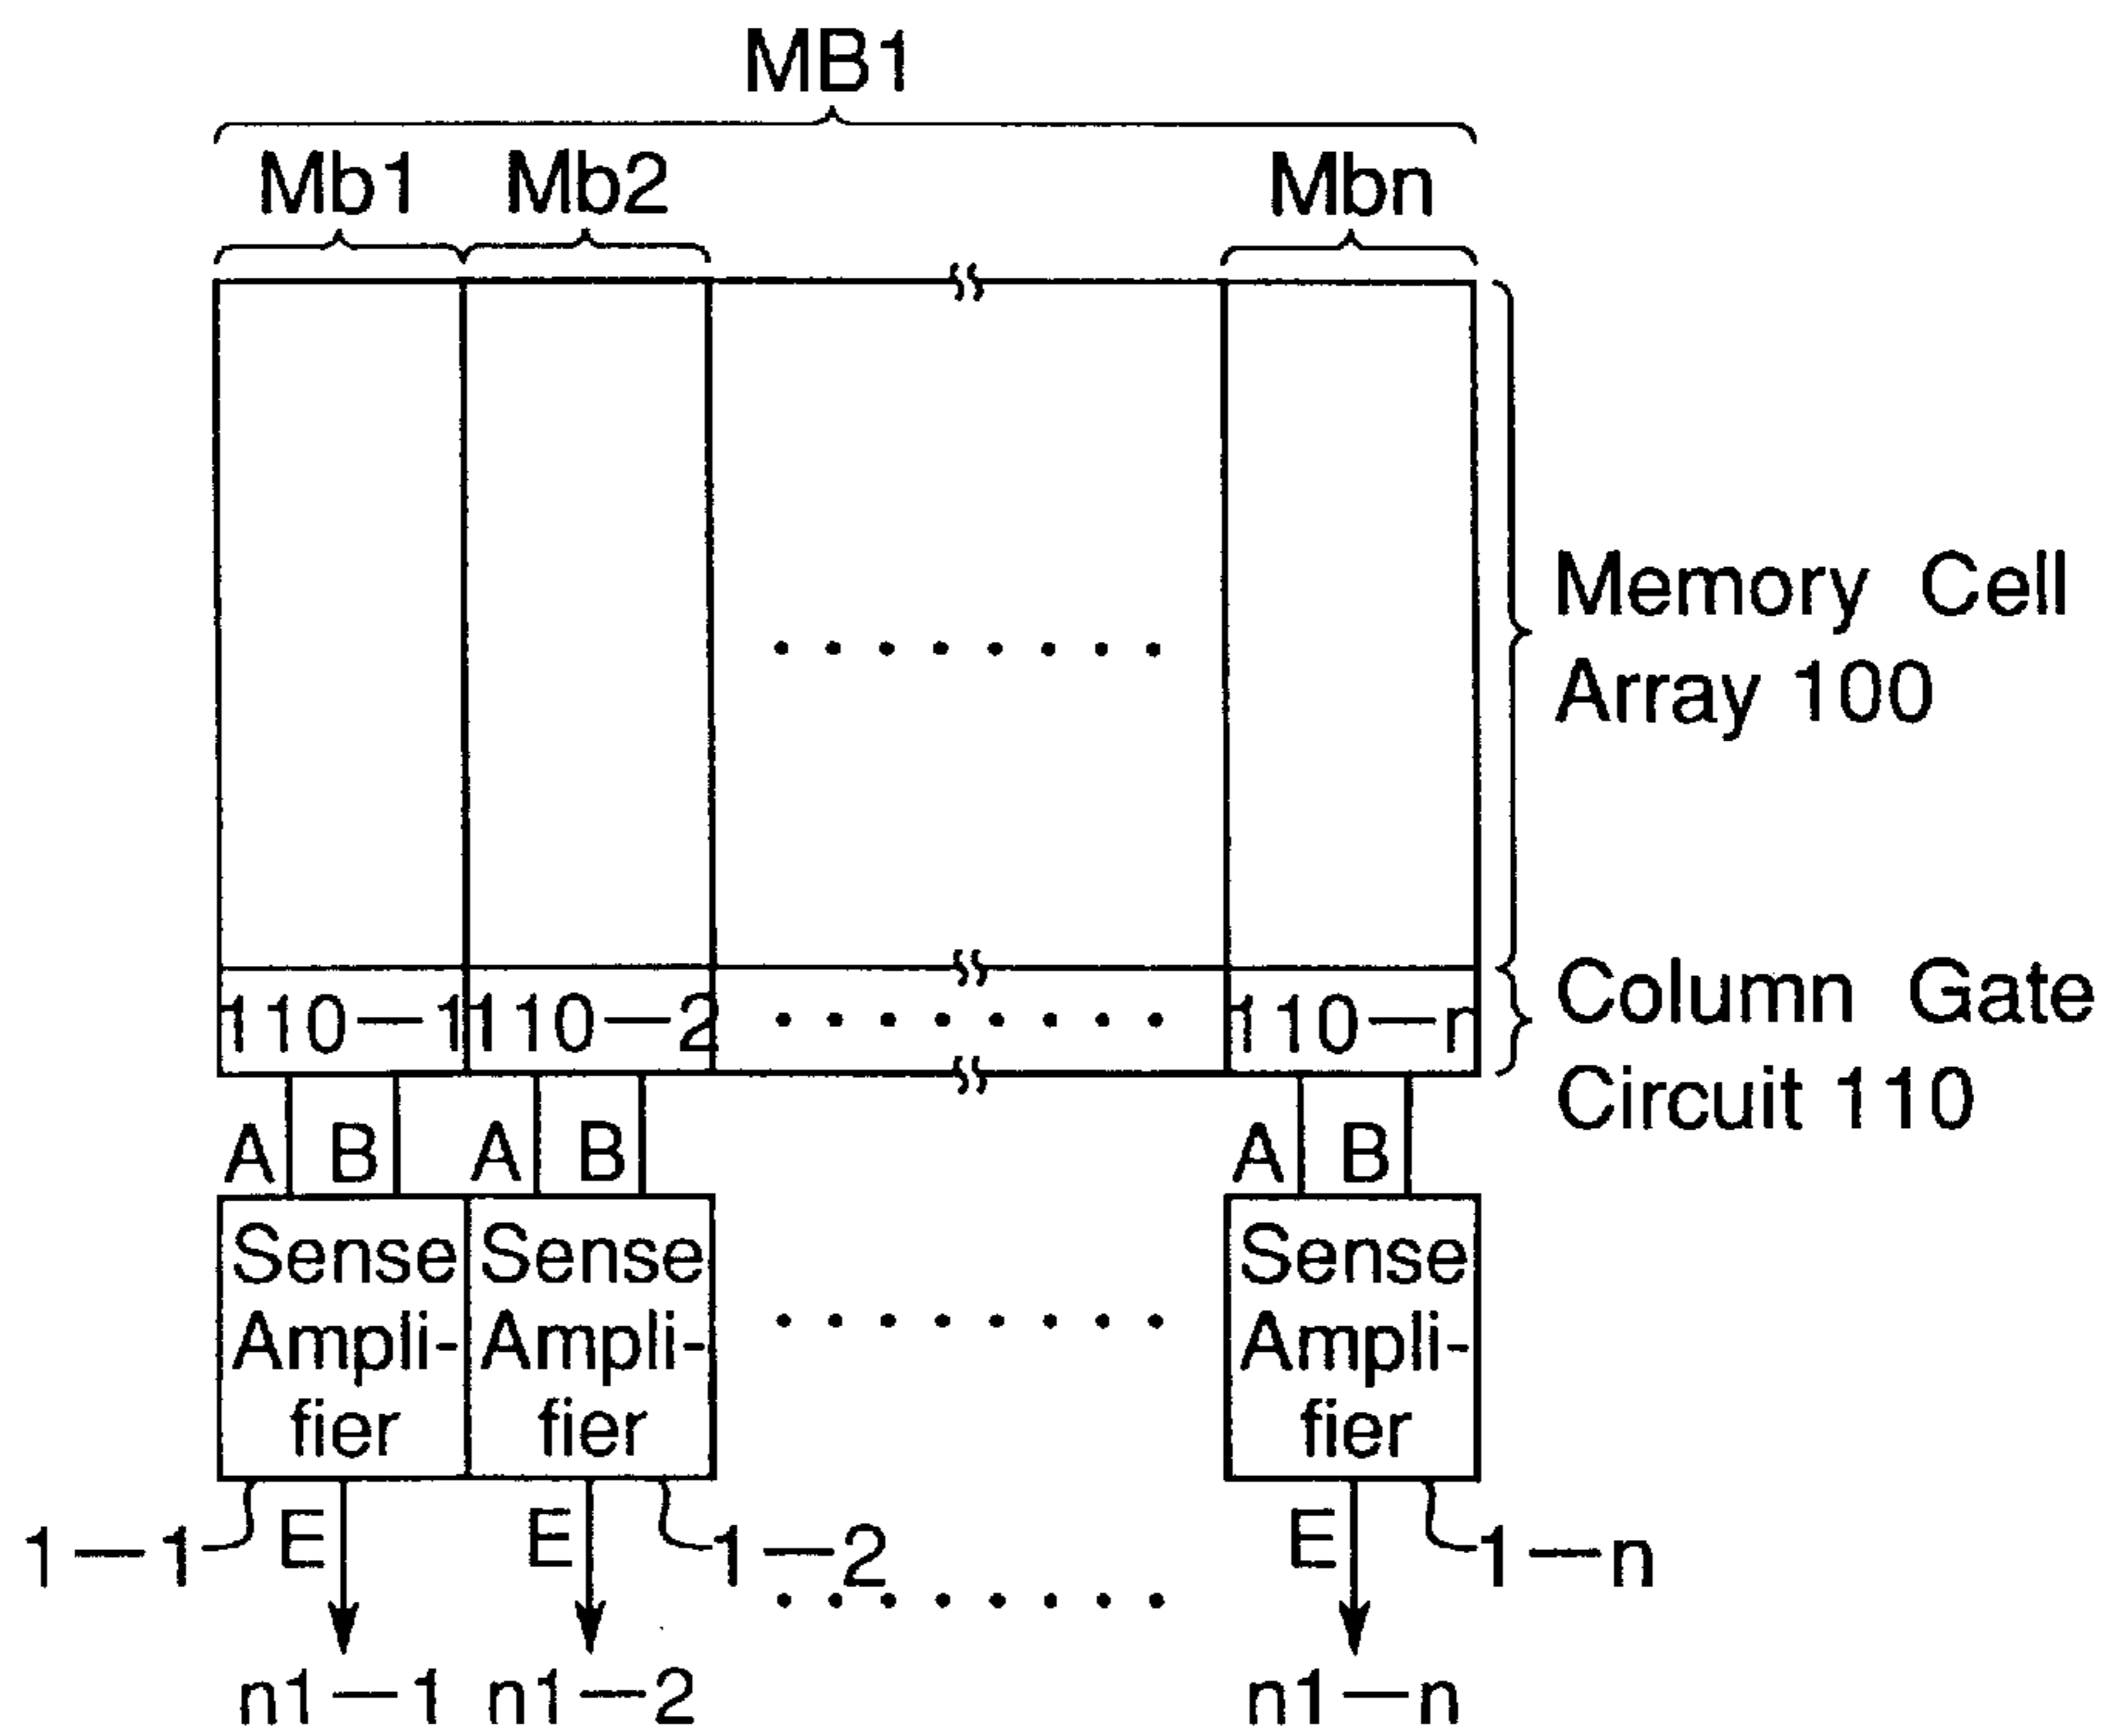 MB1
Mb1 Mb2 Mbn
Memory Cell
Array 100
110—1 110—2 110—n
Column Gate
Circuit 110
A B A B A B
Sense Sense Sense
Ampli- Ampli- Ampli-
fier fier fier
1—1 E E 1—2 E 1—n
n1—1 n1—2 n1—n